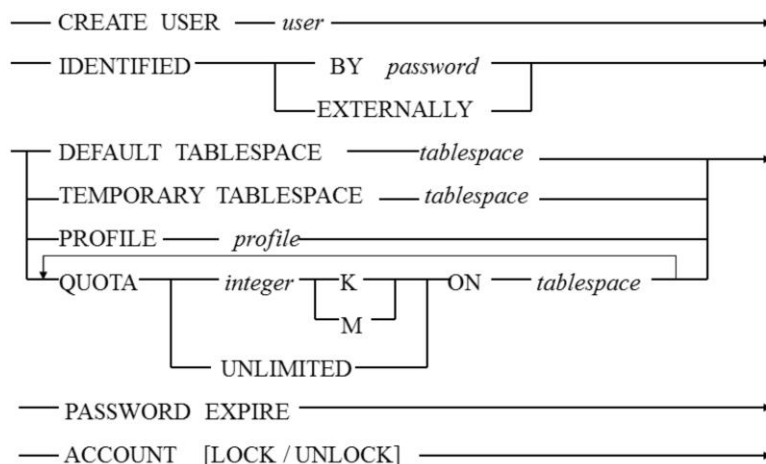 CREATE USER user
IDENTIFIED BY password
EXTERNALLY
DEFAULT TABLESPACE tablespace
TEMPORARY TABLESPACE tablespace
PROFILE profile
QUOTA integer K ON tablespace
M
UNLIMITED
PASSWORD EXPIRE
ACCOUNT [LOCK / UNLOCK]